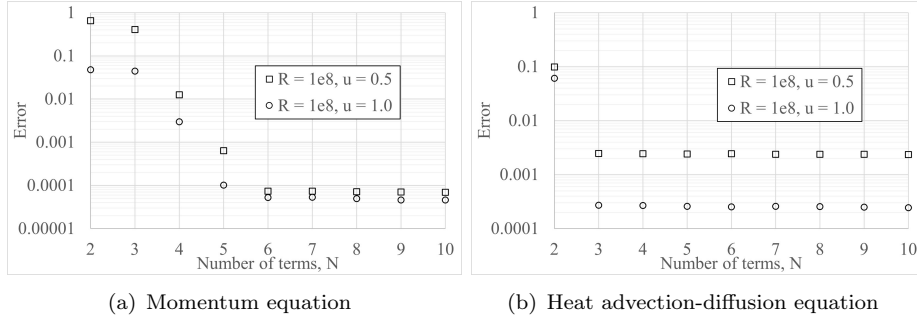 1
0.1
0.01
0.001
0.0001
0.00001
Error
R = 1e8, u = 0.5
R = 1e8, u = 1.0
2 3 4 5 6 7 8 9 10
Number of terms, N
(a) Momentum equation
1
0.1
0.01
0.001
0.0001
Error
R = 1e8, u = 0.5
R = 1e8, u = 1.0
2 3 4 5 6 7 8 9 10
Number of terms, N
(b) Heat advection-diffusion equation